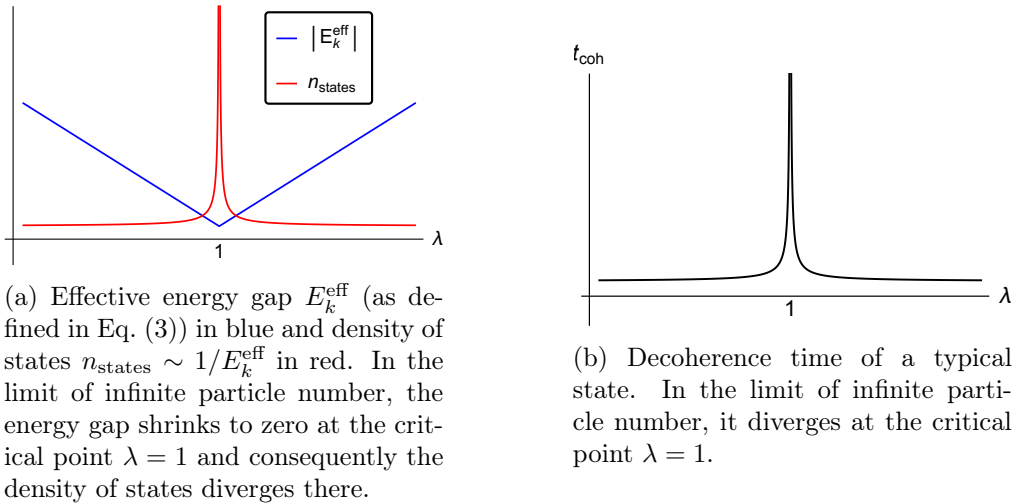 |E_k^eff|
n_states
λ
1
(a) Effective energy gap E_k^eff (as de-
fined in Eq. (3)) in blue and density of
states n_states ∼ 1/E_k^eff in red. In the
limit of infinite particle number, the
energy gap shrinks to zero at the crit-
ical point λ = 1 and consequently the
density of states diverges there.
t_coh
λ
1
(b) Decoherence time of a typical
state. In the limit of infinite parti-
cle number, it diverges at the critical
point λ = 1.